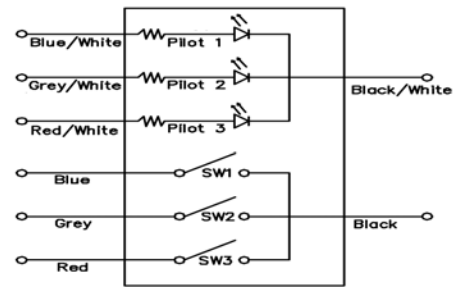 Blue/White Pilot 1
Grey/White Pilot 2 Black/White
Red/White Pilot 3
Blue SW1
Grey SW2 Black
Red SW3